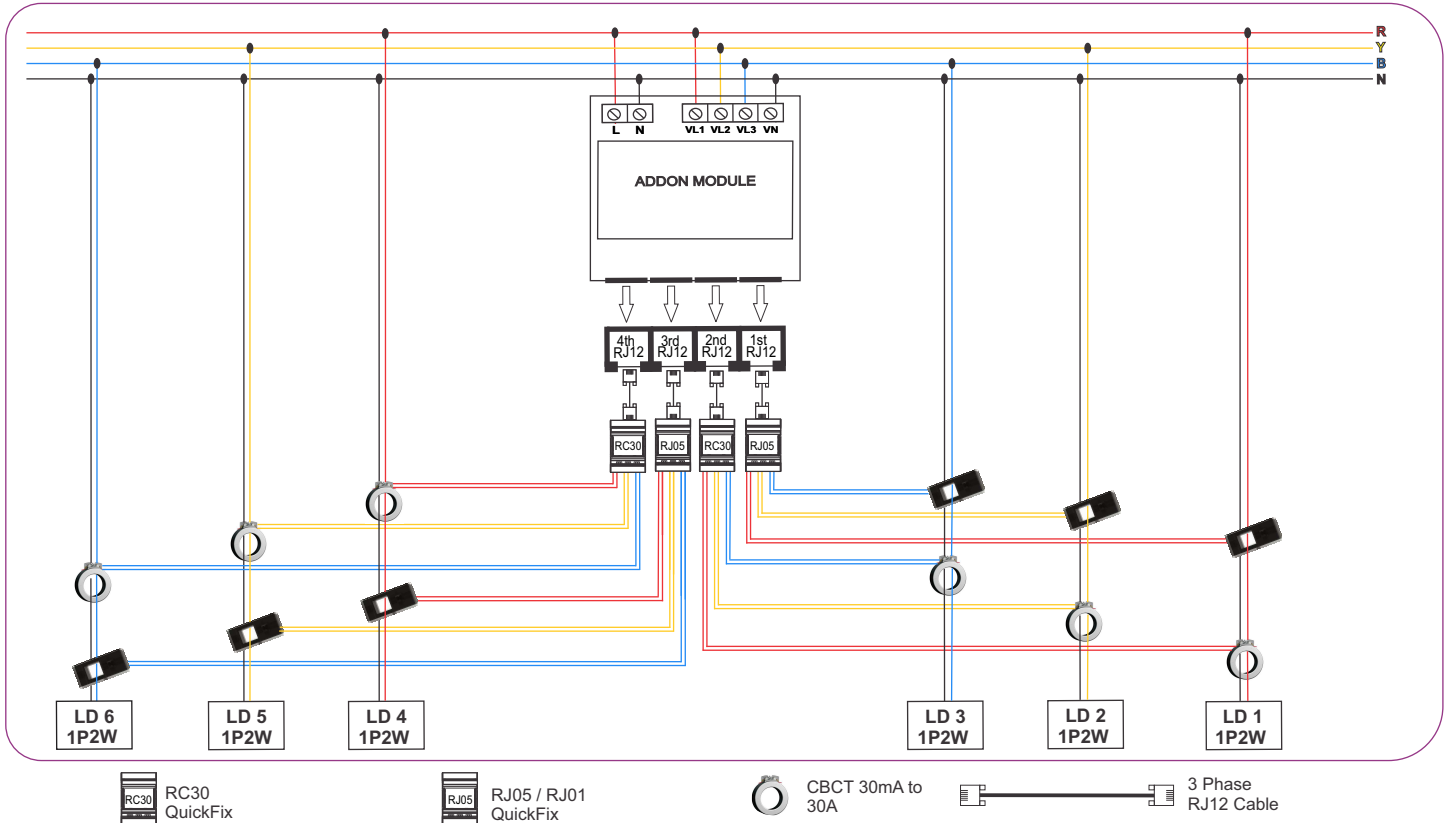 R
Y
B
N
L N VL1 VL2 VL3 VN
ADDON MODULE
4th RJ12
3rd RJ12
2nd RJ12
1st RJ12
RC30 RJ05 RC30 RJ05
LD 6
1P2W
LD 5
1P2W
LD 4
1P2W
LD 3
1P2W
LD 2
1P2W
LD 1
1P2W
RC30
RC30
QuickFix
RJ05
RJ05 / RJ01
QuickFix
CBCT 30mA to
30A
3 Phase
RJ12 Cable